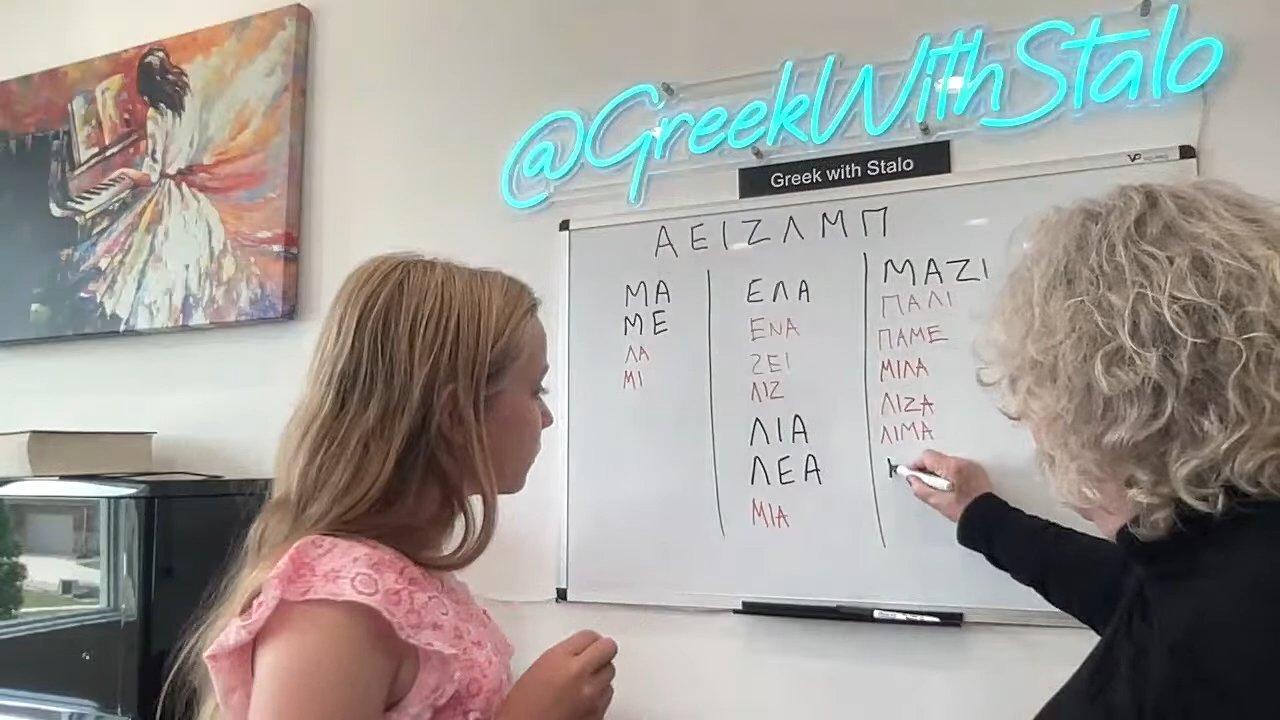 @GreekWithStalo
Greek with Stalo
ΑΕΙΖΛΜΠ
ΜΑ
ΜΕ
ΛΑ
ΜΙ
ΕΛΑ
ΕΝΑ
ΖΕΙ
ΛΙΖ
ΛΙΑ
ΛΕΑ
ΜΙΑ
ΜΑΖΙ
ΠΑΛΙ
ΠΑΜΕ
ΜΙΛΑ
ΛΙΖΑ
ΛΙΜΑ